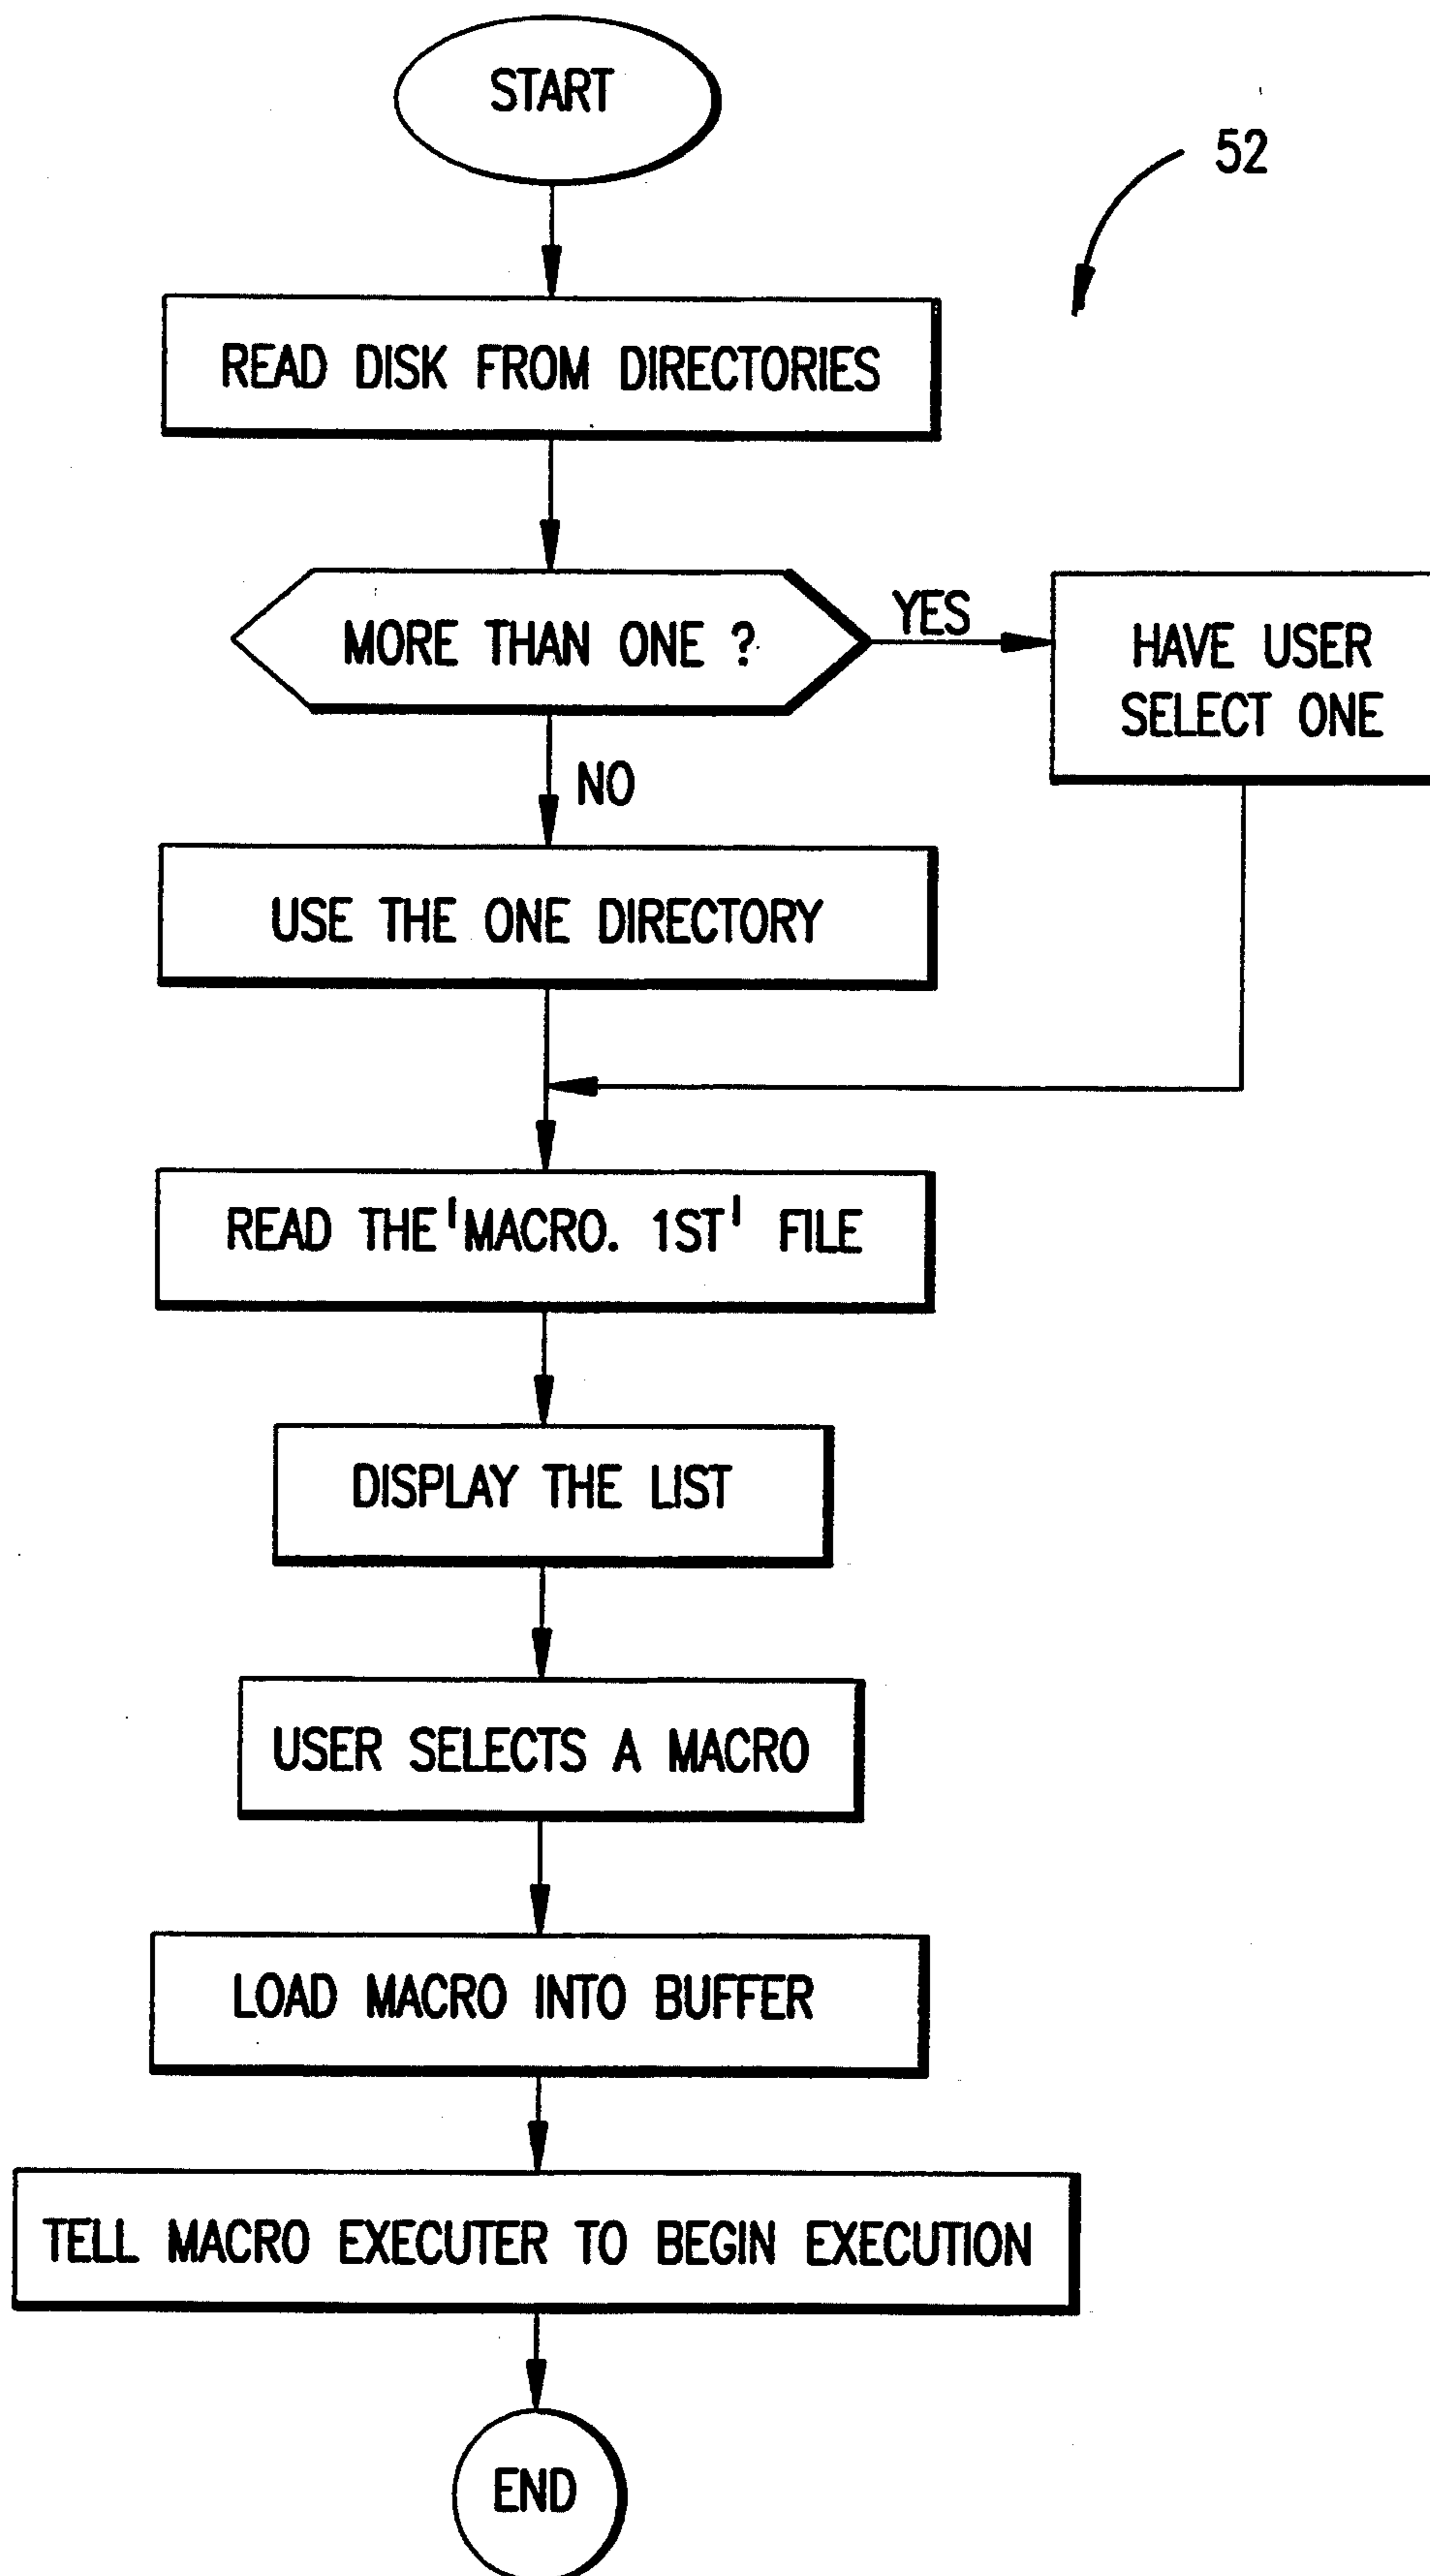 START
52
READ DISK FROM DIRECTORIES
MORE THAN ONE ?
YES
HAVE USER
SELECT ONE
NO
USE THE ONE DIRECTORY
READ THE 'MACRO. 1ST' FILE
DISPLAY THE LIST
USER SELECTS A MACRO
LOAD MACRO INTO BUFFER
TELL MACRO EXECUTER TO BEGIN EXECUTION
END